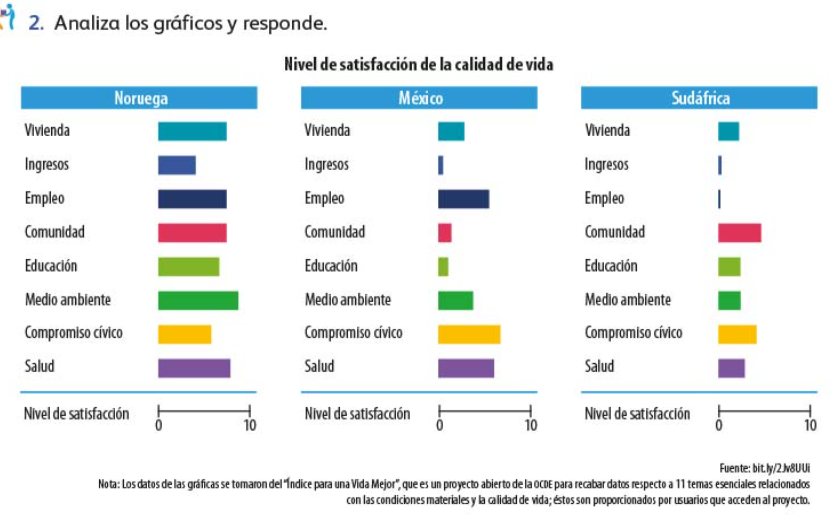 2. Analiza los gráficos y responde.
Nivel de satisfacción de la calidad de vida
Noruega
Vivienda
Ingresos
Empleo
Comunidad
Educación
Medio ambiente
Compromiso cívico
Salud
Nivel de satisfacción
0 10
México
Vivienda
Ingresos
Empleo
Comunidad
Educación
Medio ambiente
Compromiso cívico
Salud
Nivel de satisfacción
0 10
Sudáfrica
Vivienda
Ingresos
Empleo
Comunidad
Educación
Medio ambiente
Compromiso cívico
Salud
Nivel de satisfacción
0 10
Fuente: bit.ly/2Jv8UUi
Nota: Los datos de las gráficas se tomaron del "Índice para una Vida Mejor", que es un proyecto abierto de la OCDE para recabar datos respecto a 11 temas esenciales relacionados
con las condiciones materiales y la calidad de vida; éstos son proporcionados por usuarios que acceden al proyecto.